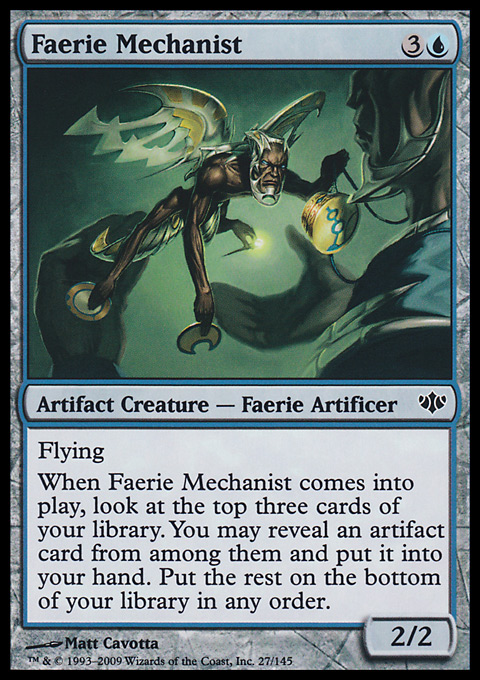 Faerie Mechanist 3
Artifact Creature — Faerie Artificer
Flying
When Faerie Mechanist comes into
play, look at the top three cards of
your library. You may reveal an artifact
card from among them and put it into
your hand. Put the rest on the bottom
of your library in any order.
2/2
Matt Cavotta
™ & © 1993–2009 Wizards of the Coast, Inc. 27/145